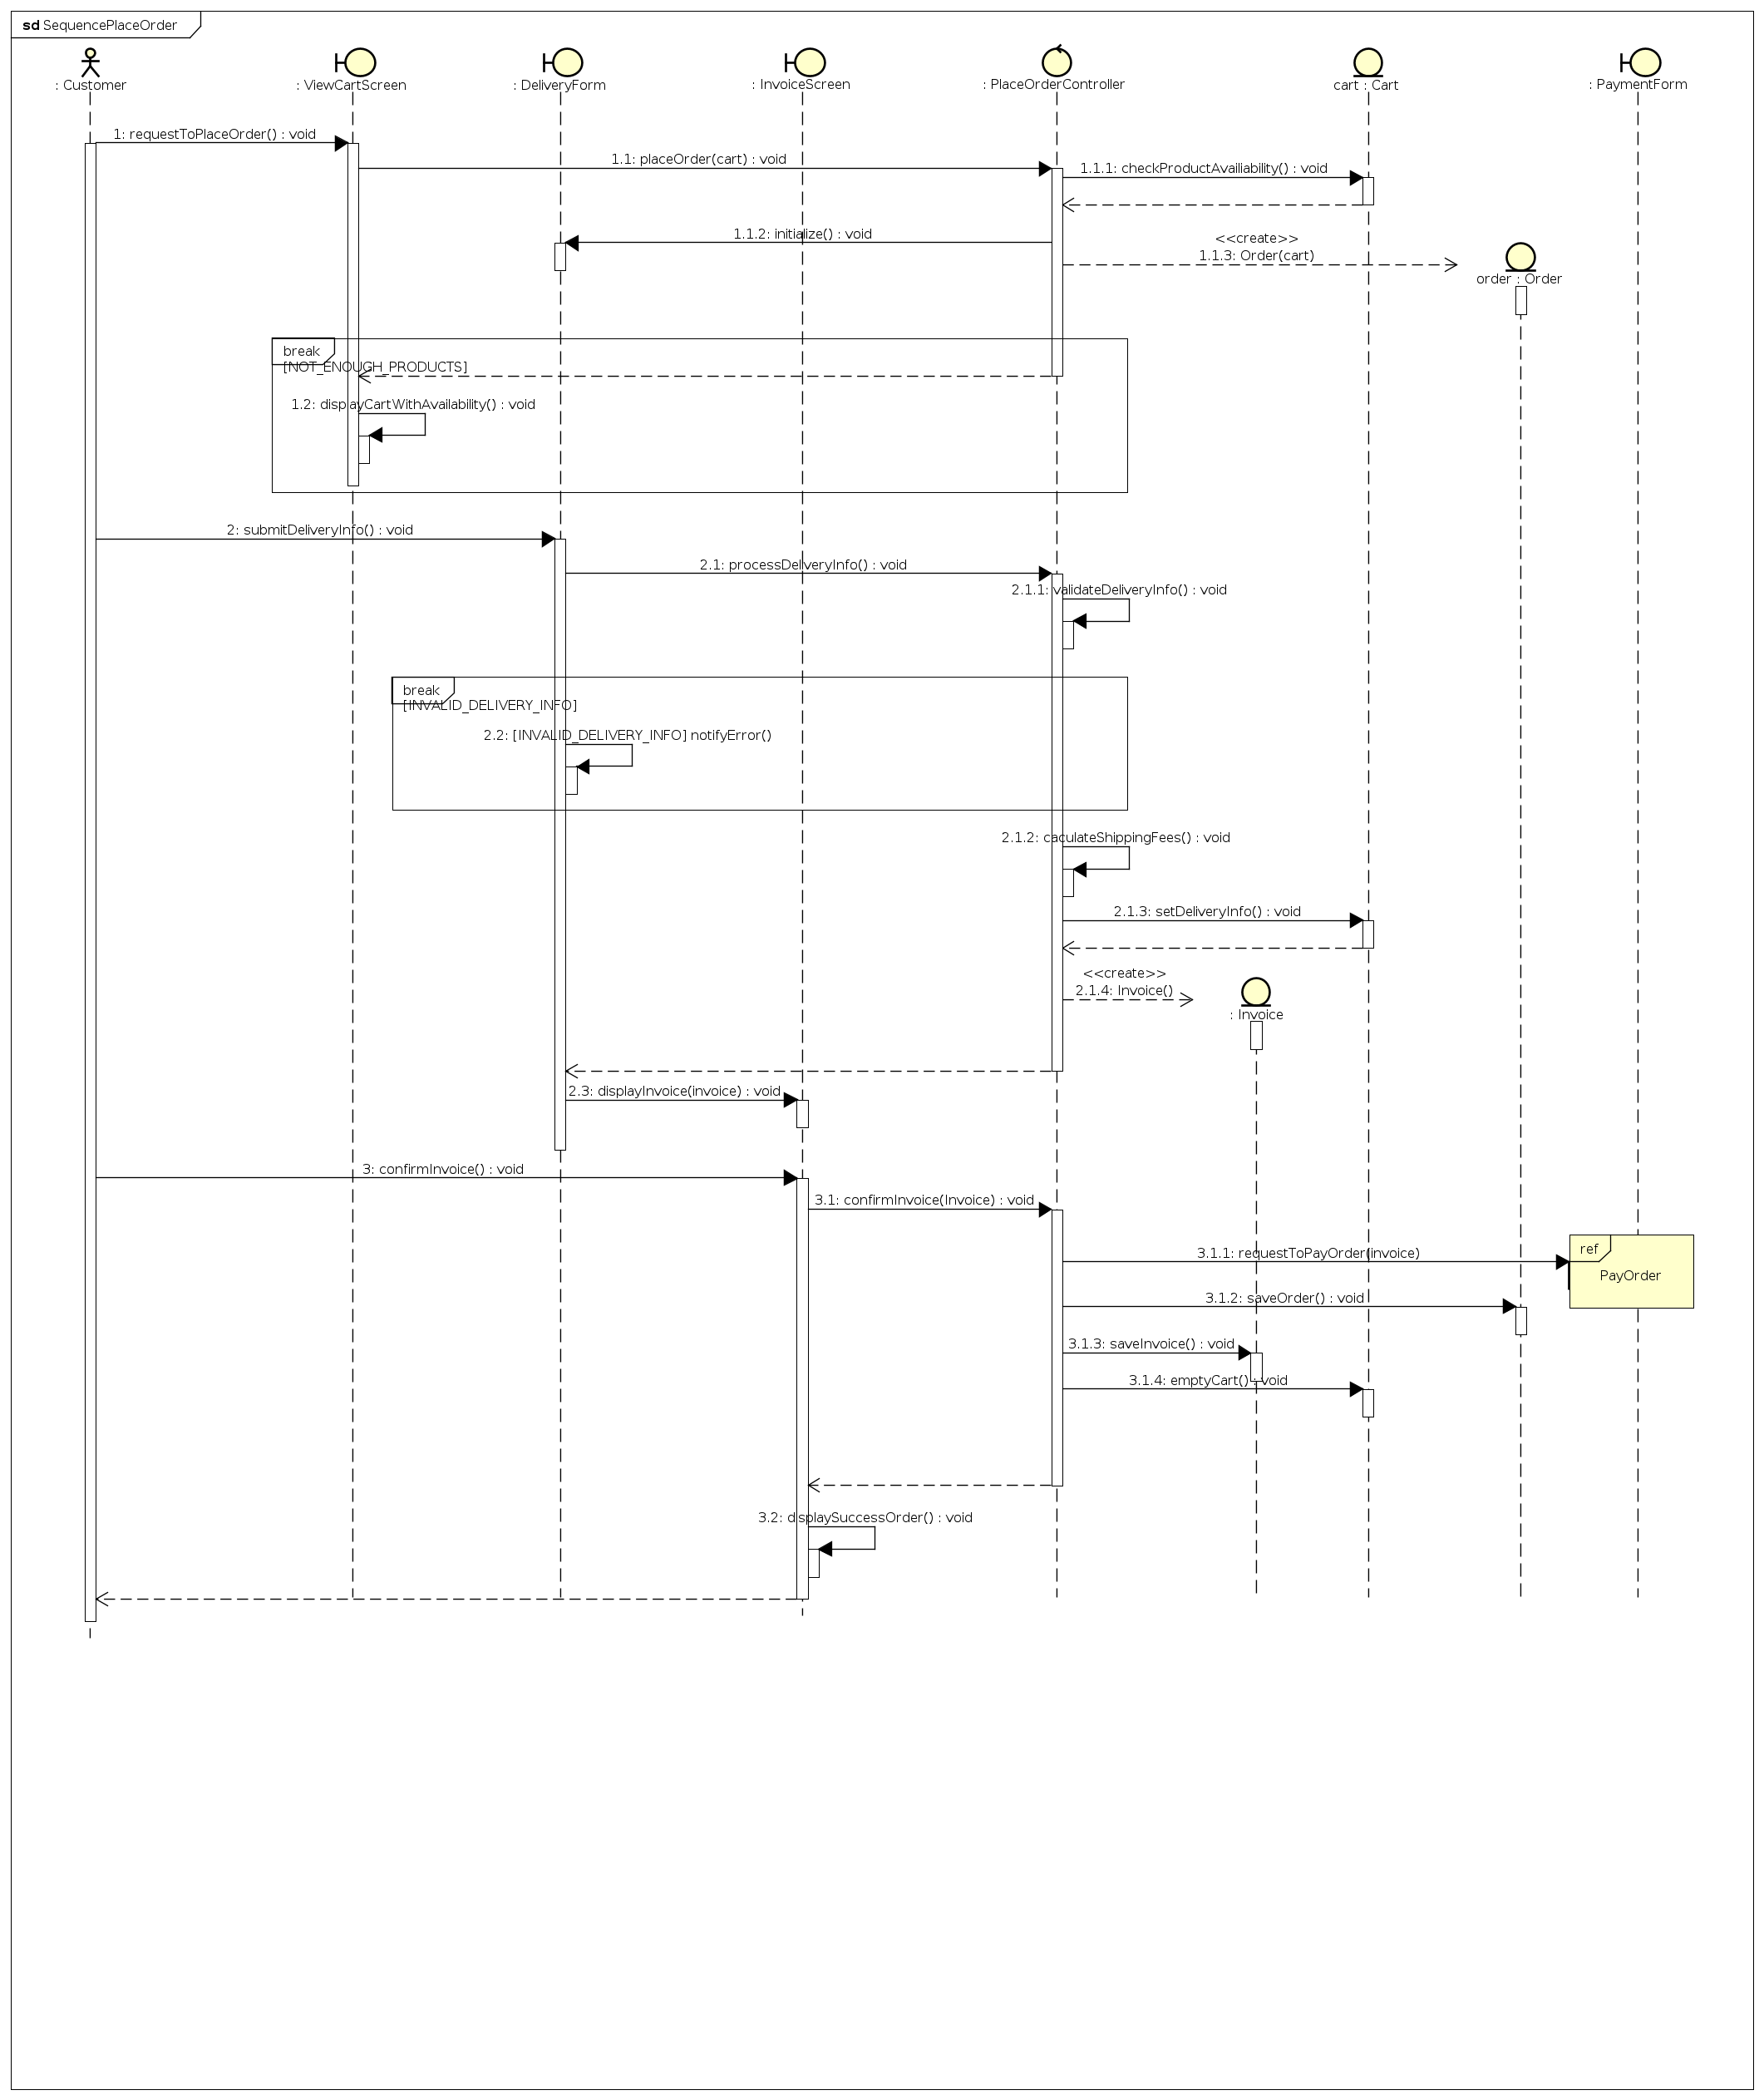 sd SequencePlaceOrder
: Customer
: ViewCartScreen
: DeliveryForm
: InvoiceScreen
: PlaceOrderController
cart : Cart
: PaymentForm
1: requestToPlaceOrder() : void
1.1: placeOrder(cart) : void
1.1.1: checkProductAvailiability() : void
1.1.2: initialize() : void
<<create>>
1.1.3: Order(cart)
order : Order
break
[NOT_ENOUGH_PRODUCTS]
1.2: displayCartWithAvailability() : void
2: submitDeliveryInfo() : void
2.1: processDeliveryInfo() : void
2.1.1: validateDeliveryInfo() : void
break
[INVALID_DELIVERY_INFO]
2.2: [INVALID_DELIVERY_INFO] notifyError()
2.1.2: caculateShippingFees() : void
2.1.3: setDeliveryInfo() : void
<<create>>
2.1.4: Invoice()
: Invoice
2.3: displayInvoice(invoice) : void
3: confirmInvoice() : void
3.1: confirmInvoice(Invoice) : void
ref
3.1.1: requestToPayOrder(invoice)
PayOrder
3.1.2: saveOrder() : void
3.1.3: saveInvoice() : void
3.1.4: emptyCart() : void
3.2: displaySuccessOrder() : void